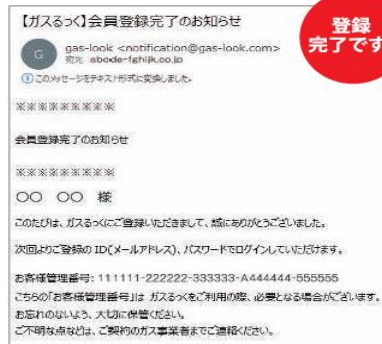 【ガスるっく】会員登録完了のお知らせ
登録
完了です
G
gas-look <notification@gas-look.com>
宛先 abcde-fghijk.co.jp
このメッセージをテキスト形式に変換しました。
※※※※※※※※※
会員登録完了のお知らせ
※※※※※※※※※
〇〇 〇〇 様
このたびは、ガスるっくにご登録いただきまして、誠にありがとうございました。
次回よりご登録の ID(メールアドレス)、パスワードでログインしていただけます。
お客様管理番号: 111111-222222-333333-A444444-555555
こちらの「お客様管理番号」は ガスるっくをご利用の際、必要となる場合がございます。
お忘れのないよう、大切に保管ください。
ご不明な点などは、ご契約のガス事業者までご連絡ください。